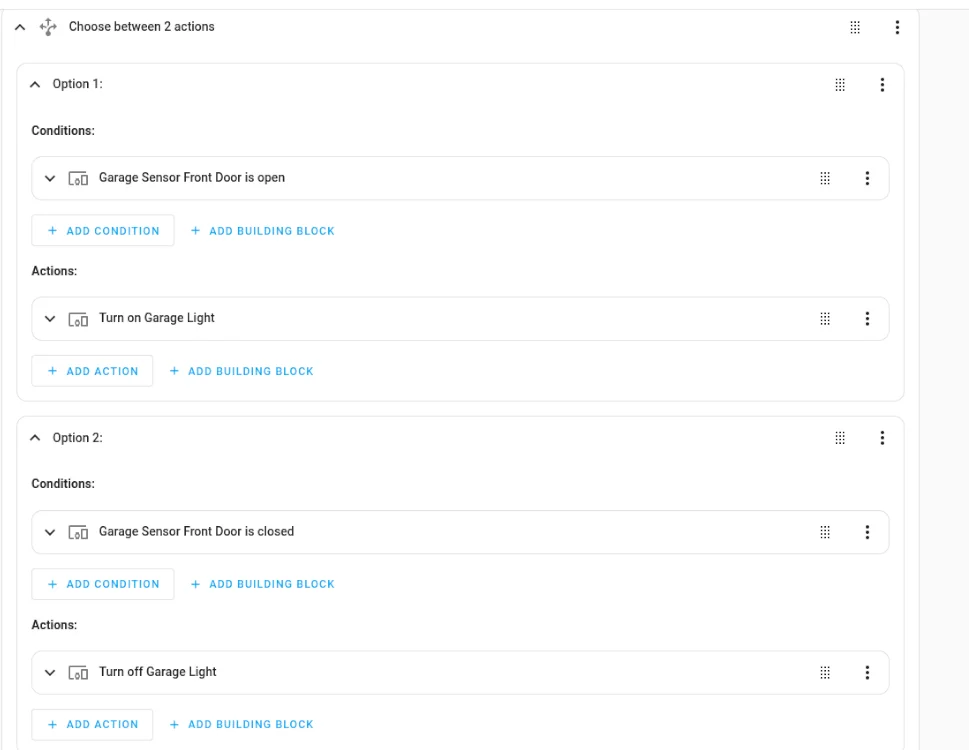 Choose between 2 actions
Option 1:
Conditions:
Garage Sensor Front Door is open
+ ADD CONDITION + ADD BUILDING BLOCK
Actions:
Turn on Garage Light
+ ADD ACTION + ADD BUILDING BLOCK
Option 2:
Conditions:
Garage Sensor Front Door is closed
+ ADD CONDITION + ADD BUILDING BLOCK
Actions:
Turn off Garage Light
+ ADD ACTION + ADD BUILDING BLOCK